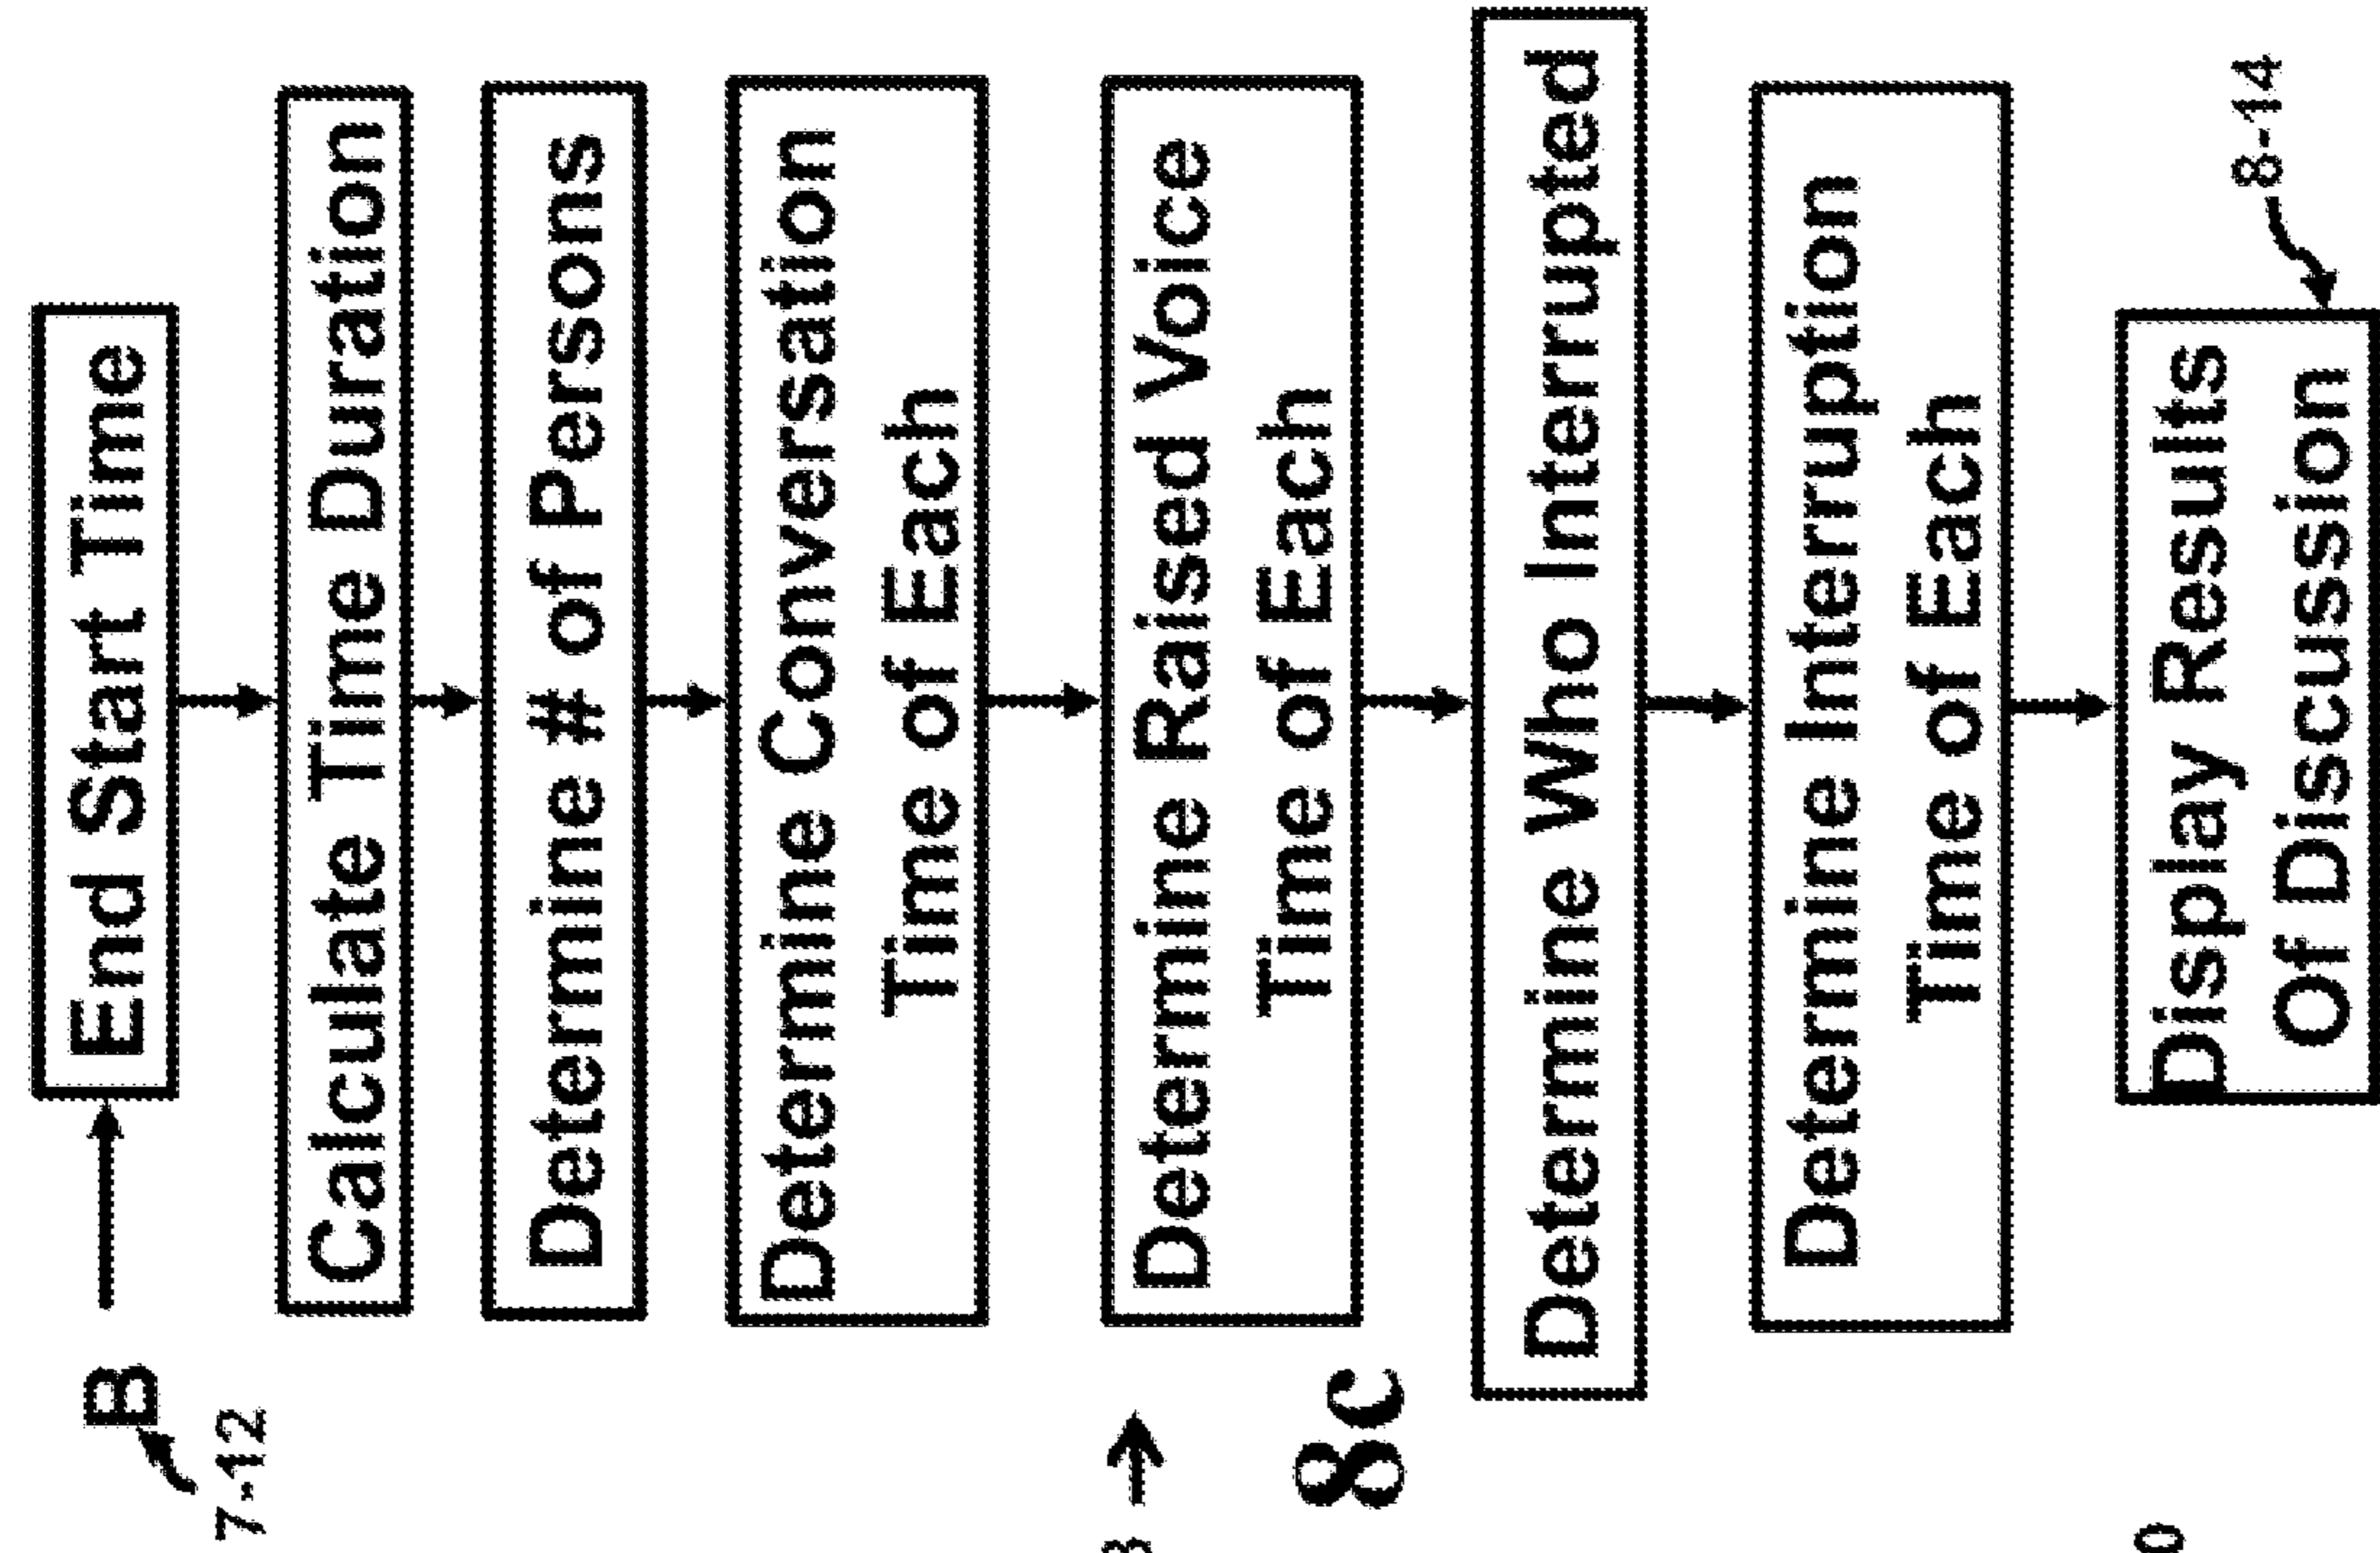 B
7-12
End Start Time
Calculate Time Duration
Determine # of Persons
Determine Conversation
Time of Each
Determine Raised Voice
Time of Each
8c
Determine Who Interrupted
Determine Interruption
Time of Each
Display Results
Of Discussion
8-14